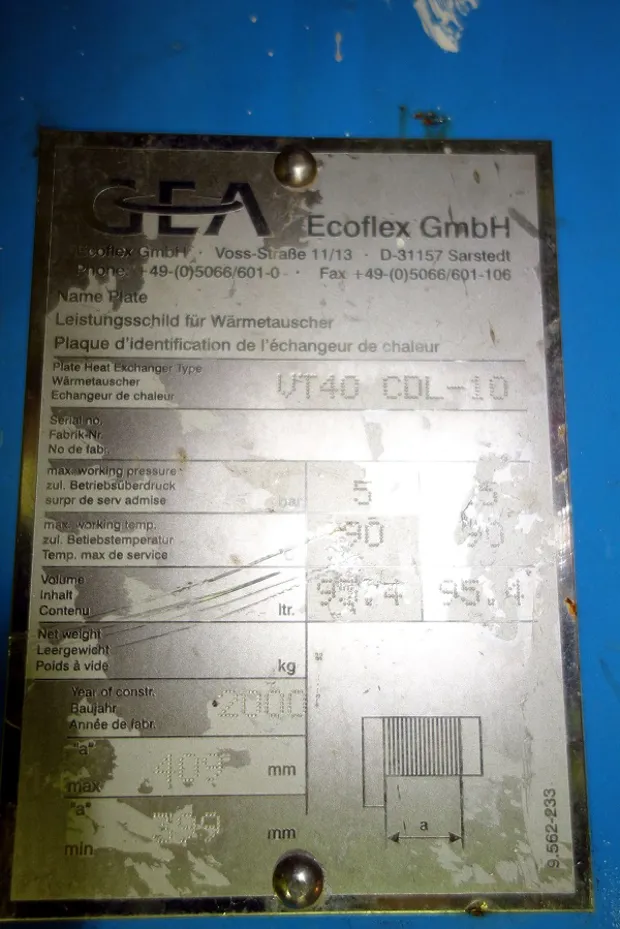 GEA Ecoflex GmbH
Ecoflex GmbH · Voss-Straße 11/13 · D-31157 Sarstedt
Phone: +49-(0)5066/601-0 · Fax +49-(0)5066/601-106
Name Plate
Leistungsschild für Wärmetauscher
Plaque d'identification de l'échangeur de chaleur
Plate Heat Exchanger Type
Wärmetauscher
Echangeur de chaleur
VT40 CDL-10
Serial no.
Fabrik-Nr.
No de fabr.
max. working pressure
zul. Betriebsüberdruck
surpr de serv admise
bar
5
5
max. working temp.
zul. Betiebstemperatur
Temp. max de service
90
90
Volume
Inhalt
Contenu
ltr.
95.4
95.4
Net weight
Leergewicht
Poids à vide
kg
Year of constr.
Baujahr
Année de fabr.
2000
"a"
max
409
mm
"a"
min
mm
a
9.562-233